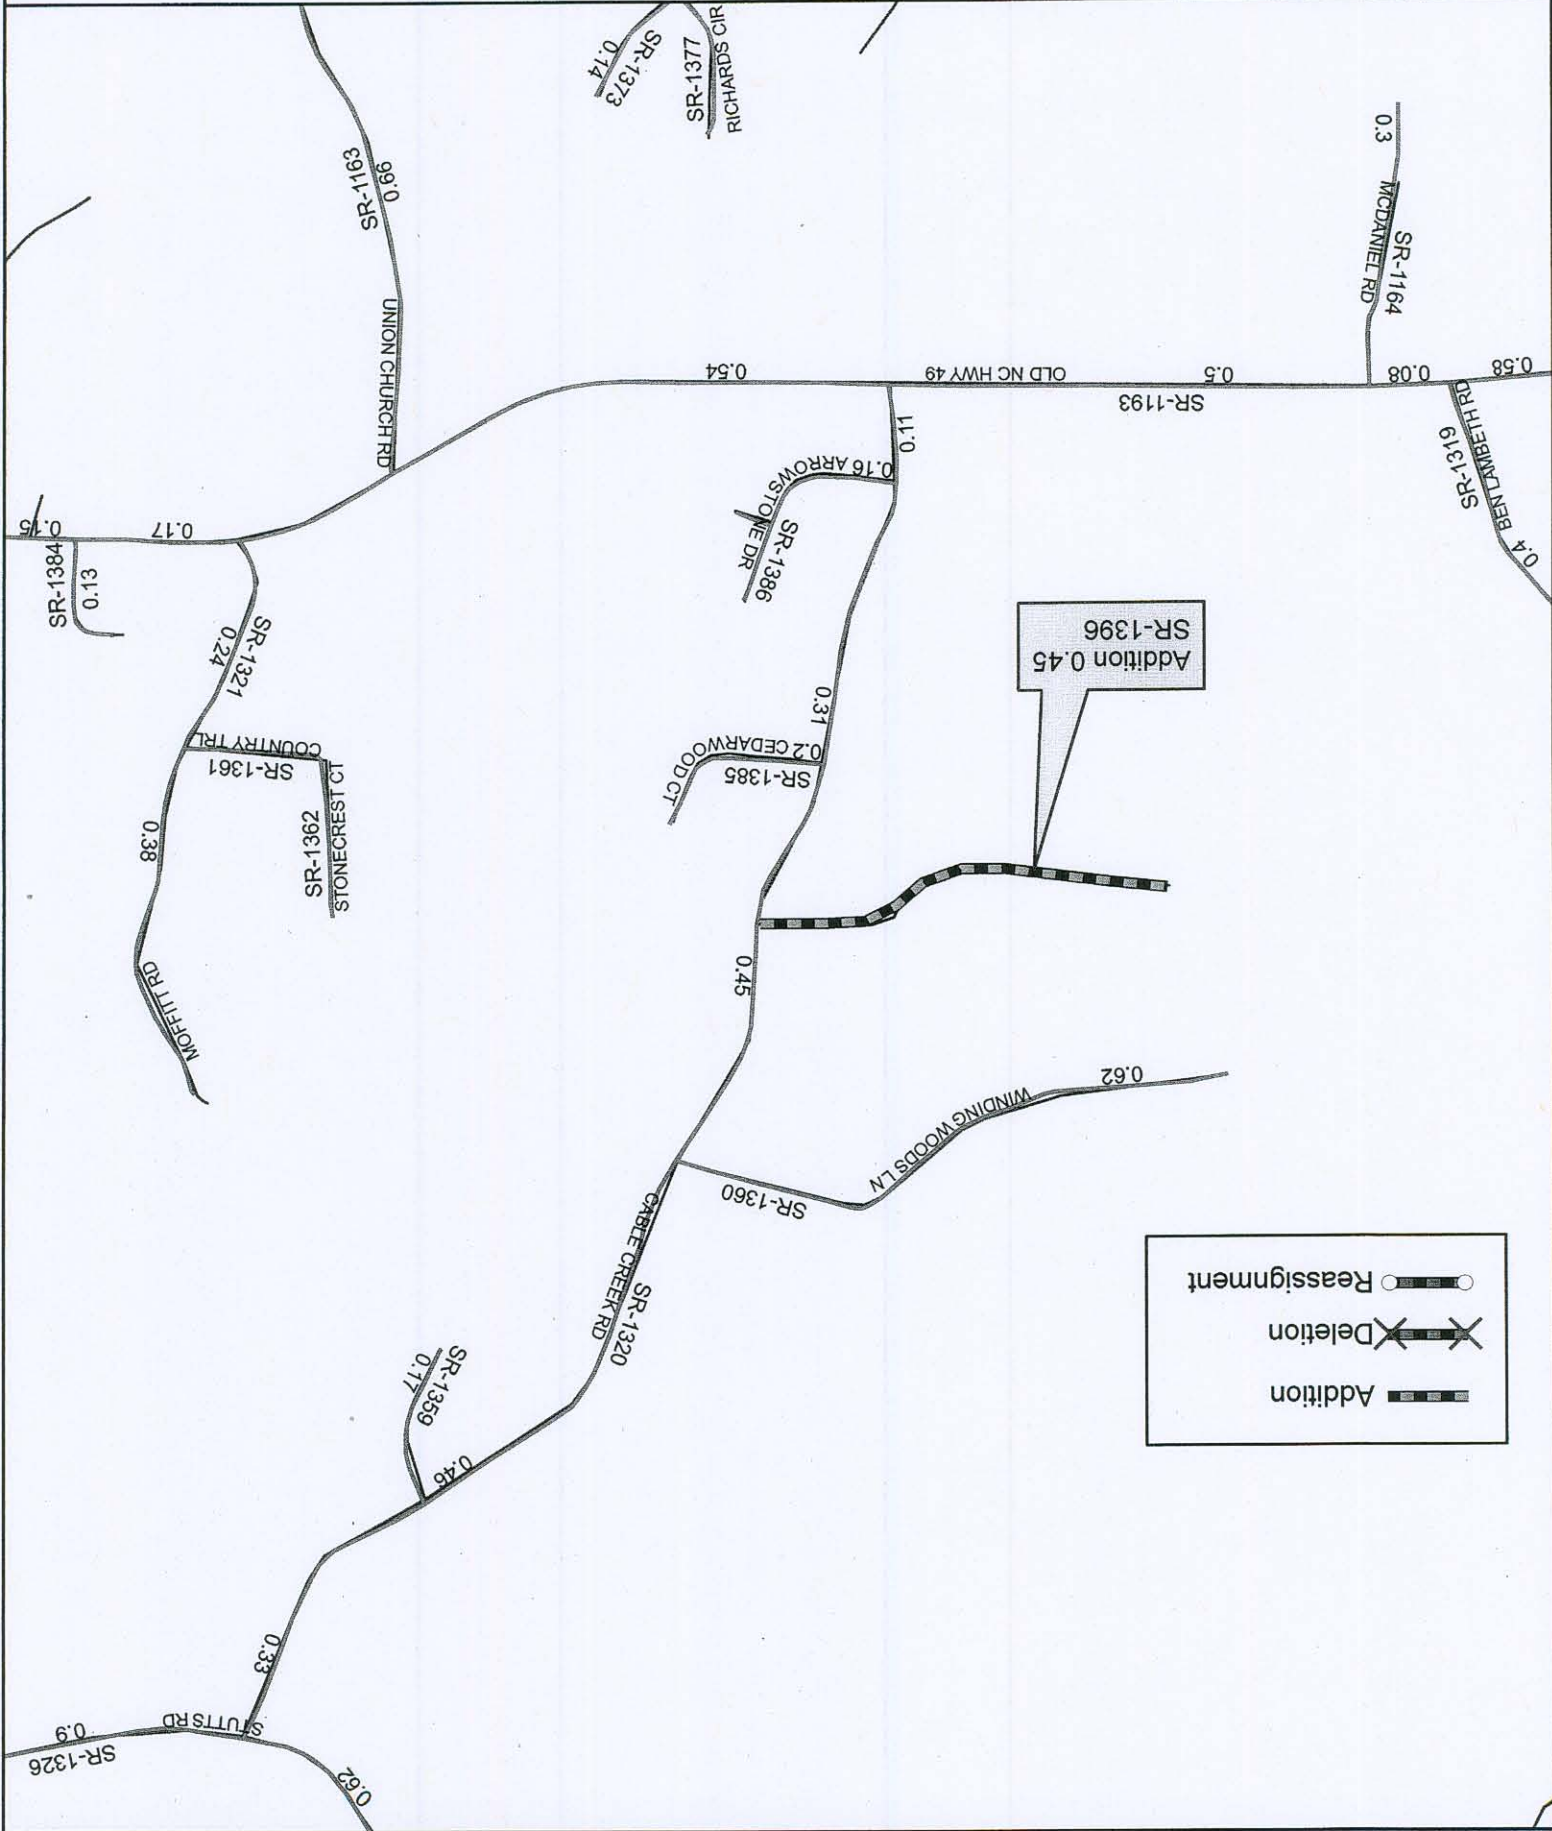 Addition
Deletion
Reassignment
0.62
SR-1326
0.9
STUTTS RD
0.33
0.46
SR-1359
0.17
SR-1320
CABLE CREEK RD
SR-1360
WINDING WOODS LN
0.62
MOFFITT RD
0.45
0.38
STONECREST CT
SR-1362
SR-1361
COUNTRY TRL
SR-1385
0.2 CEDARWOOD CT
0.31
Addition 0.45
SR-1396
SR-1321
0.24
SR-1384
0.13
SR-1386
0.16 ARROWSTONE DR
0.15
0.17
0.11
0.4 BEN LAMBETH RD
SR-1319
UNION CHURCH RD
SR-1193
0.54
OLD NC HWY 49
0.5
0.08
0.58
SR-1163
0.66
MCDANIEL RD
SR-1164
0.3
SR-1373
0.14
SR-1377
RICHARDS CIR